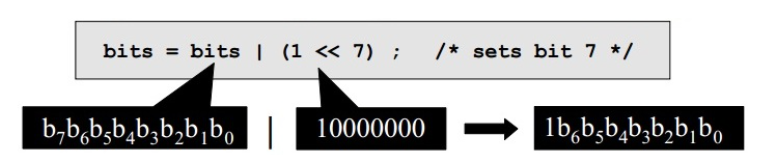 bits = bits | (1 << 7) ; /* sets bit 7 */
b₇b₆b₅b₄b₃b₂b₁b₀ | 10000000 → 1b₆b₅b₄b₃b₂b₁b₀